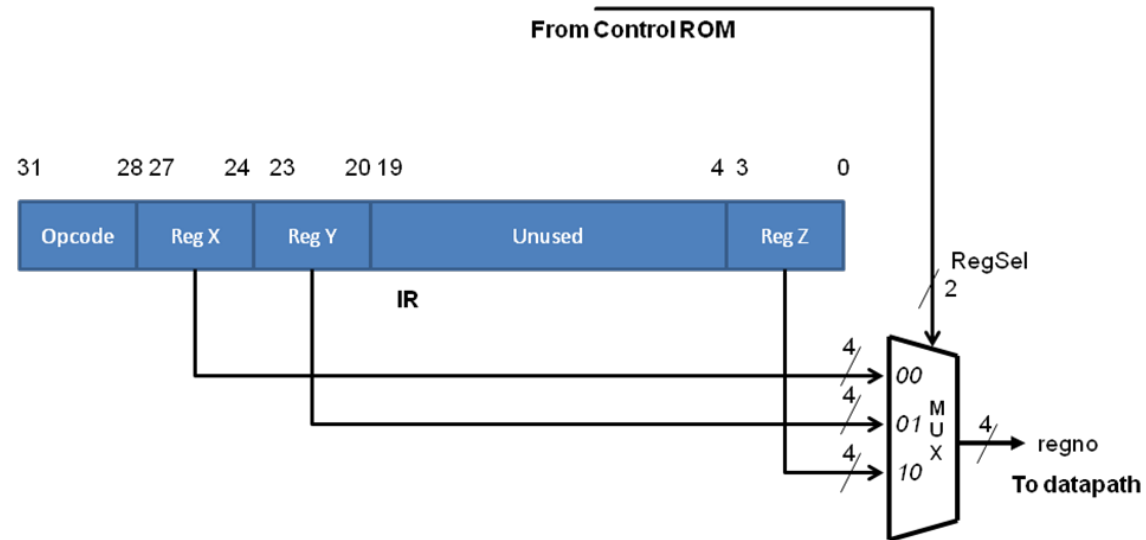 From Control ROM
31 28 27 24 23 20 19 4 3 0
Opcode Reg X Reg Y Unused Reg Z
RegSel
2
IR
4
00
4
01
4
10
M
U
X
4
regno
To datapath